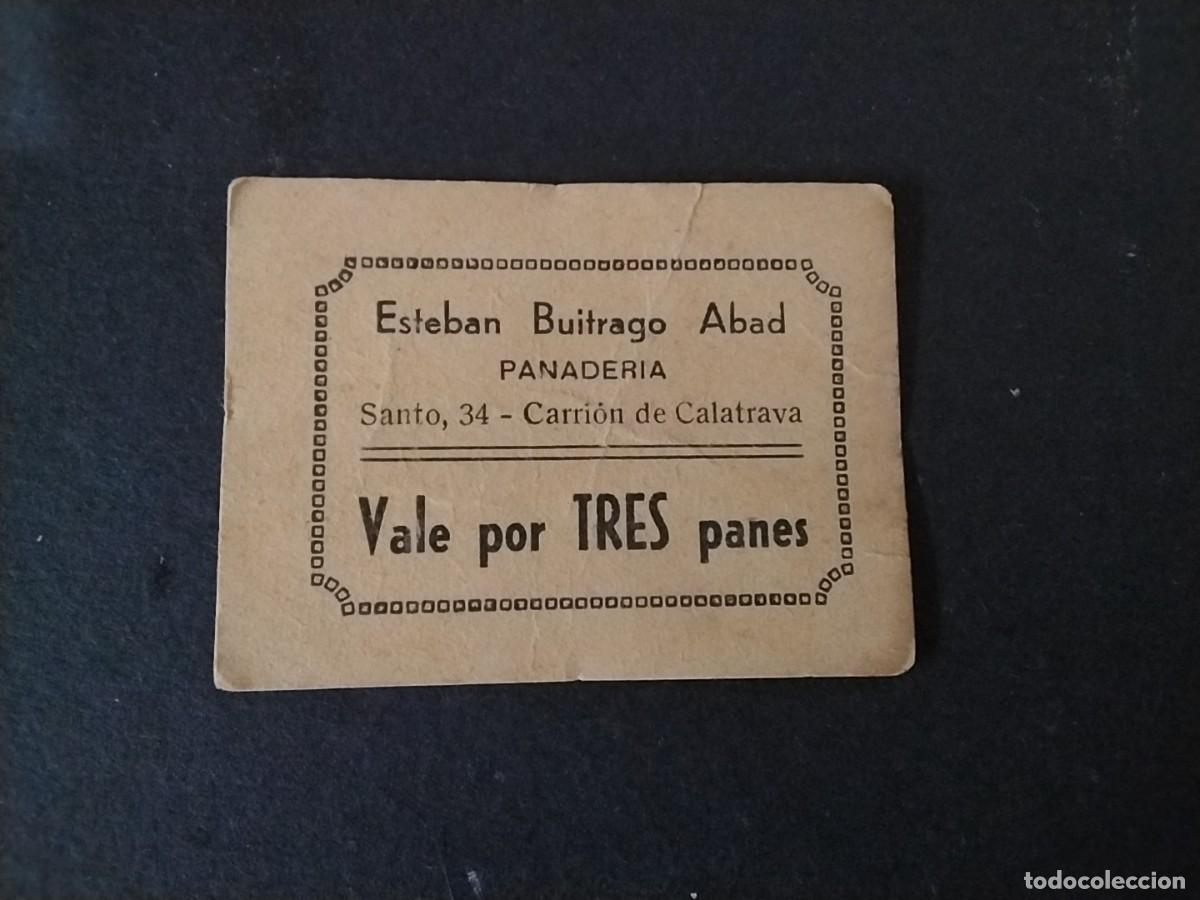 Esteban Buitrago Abad
PANADERIA
Santo, 34 - Carrión de Calatrava
Vale por TRES panes
todocoleccion